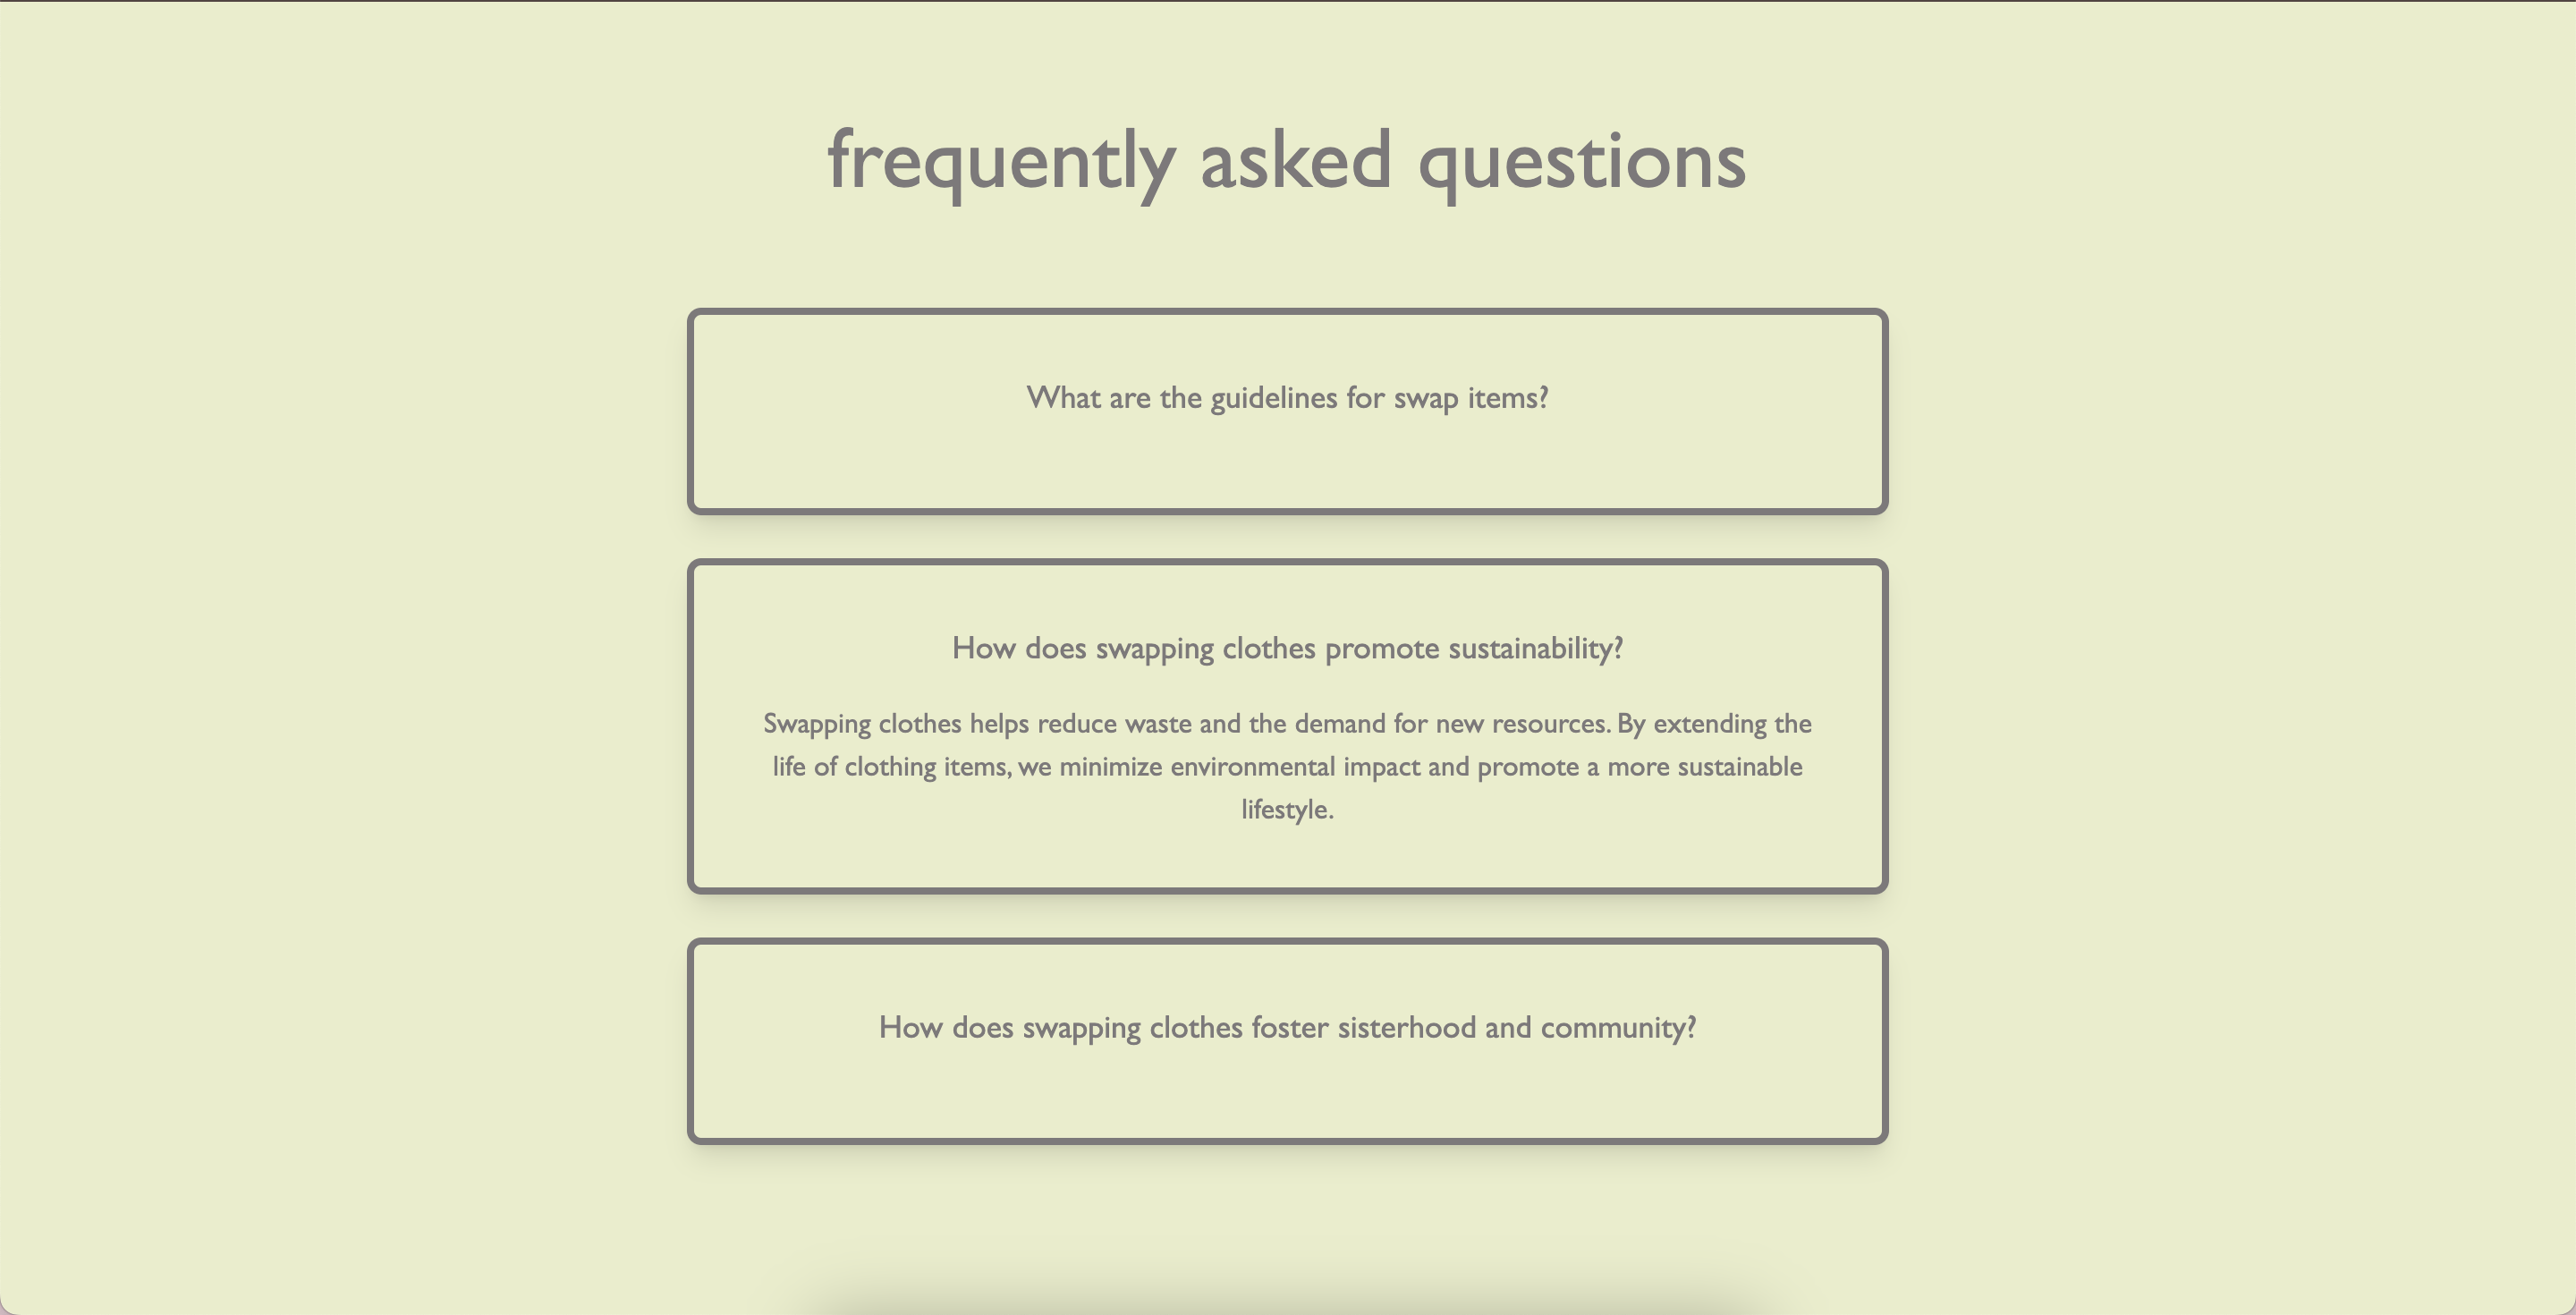 frequently asked questions
What are the guidelines for swap items?
How does swapping clothes promote sustainability?
Swapping clothes helps reduce waste and the demand for new resources. By extending the
life of clothing items, we minimize environmental impact and promote a more sustainable
lifestyle.
How does swapping clothes foster sisterhood and community?